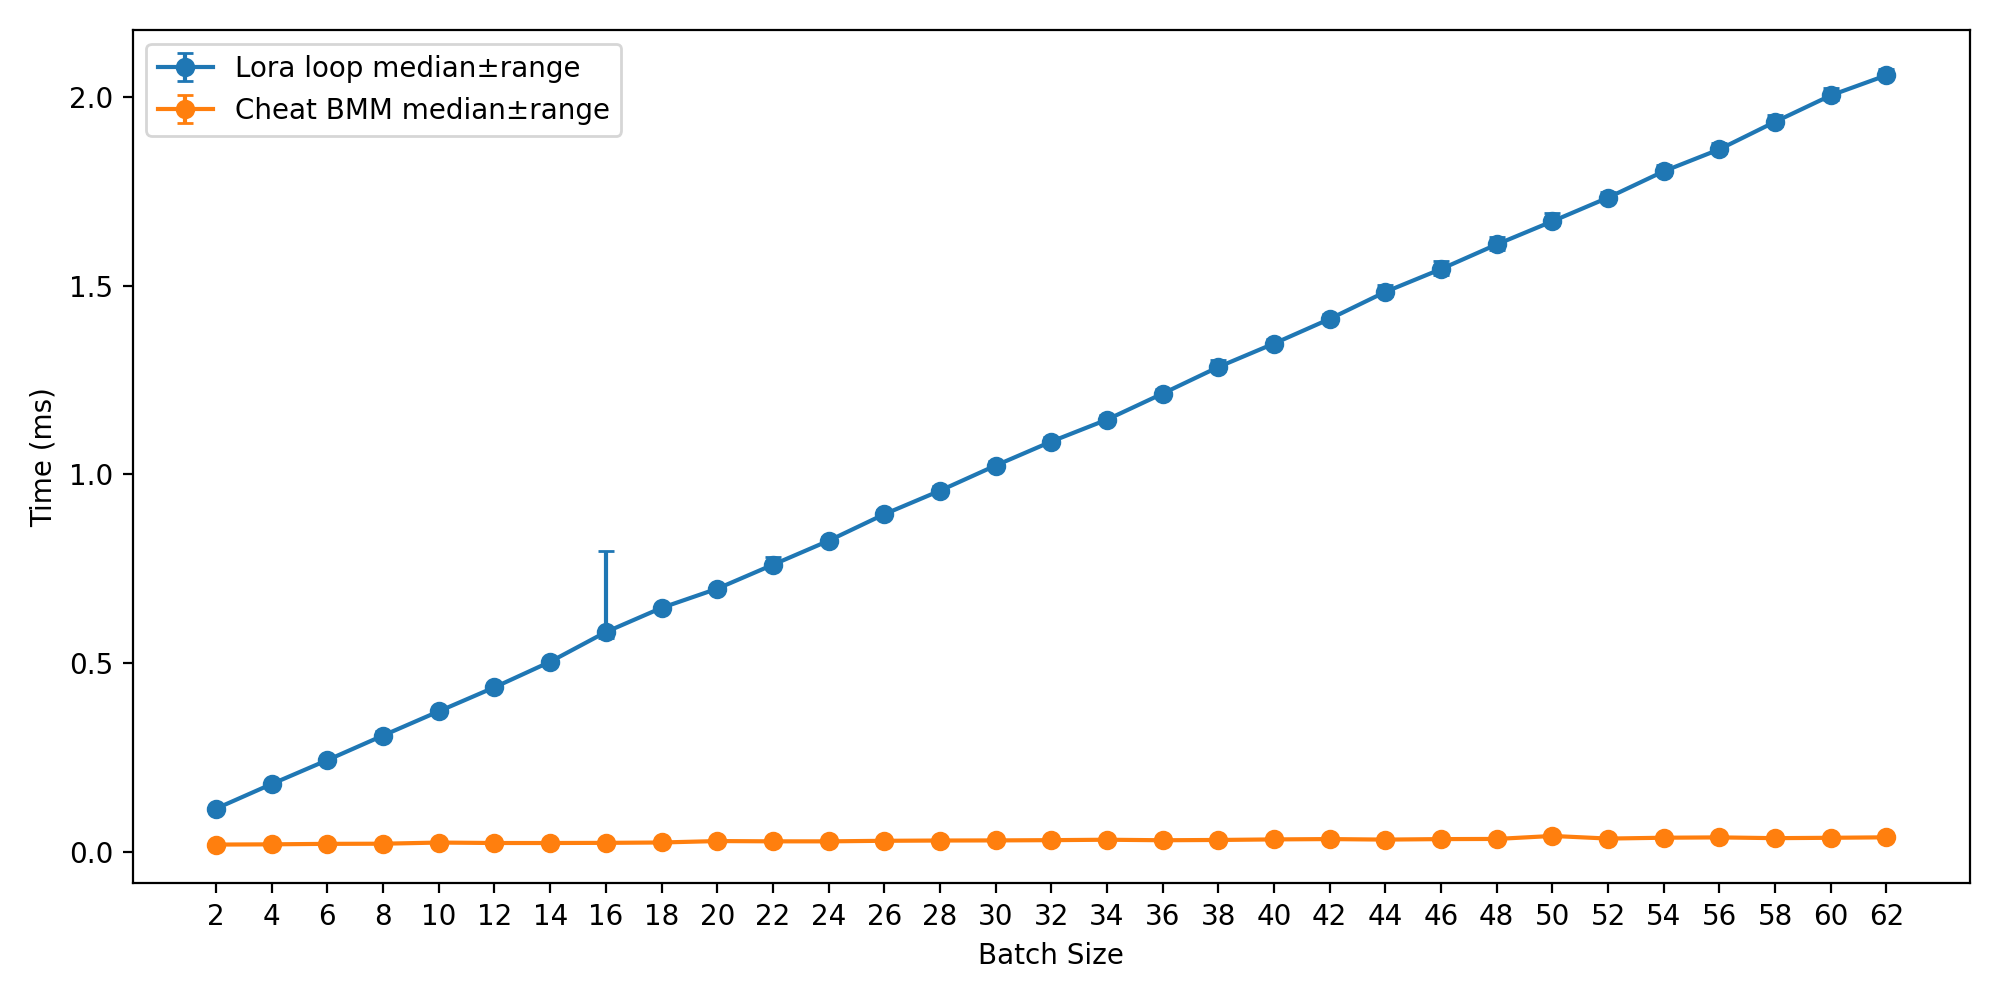 Lora loop median±range
Cheat BMM median±range
2.0
1.5
1.0
0.5
0.0
Time (ms)
2 4 6 8 10 12 14 16 18 20 22 24 26 28 30 32 34 36 38 40 42 44 46 48 50 52 54 56 58 60 62
Batch Size